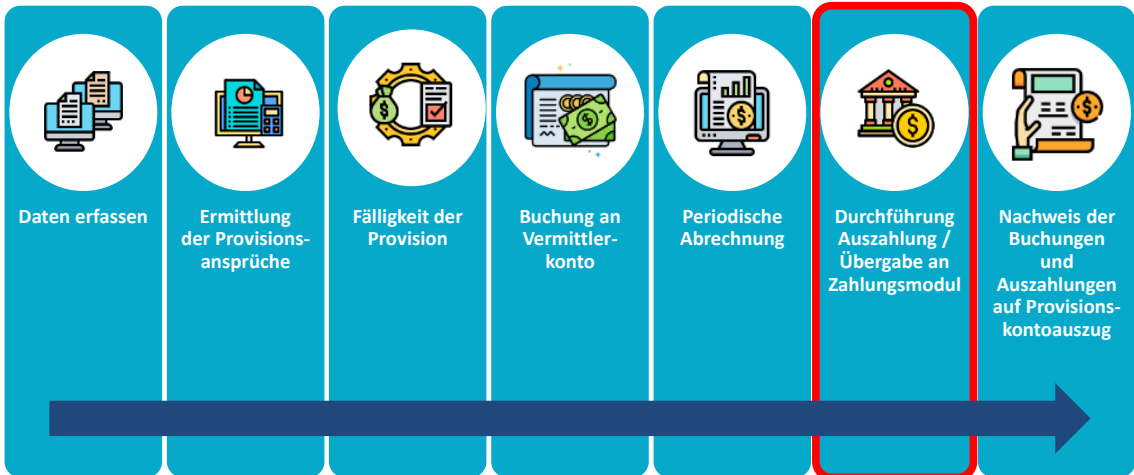 Daten erfassen
Ermittlung
der Provisions-
ansprüche
Fälligkeit der
Provision
Buchung an
Vermittler-
konto
Periodische
Abrechnung
Durchführung
Auszahlung /
Übergabe an
Zahlungsmodul
Nachweis der
Buchungen
und
Auszahlungen
auf Provisions-
kontoauszug